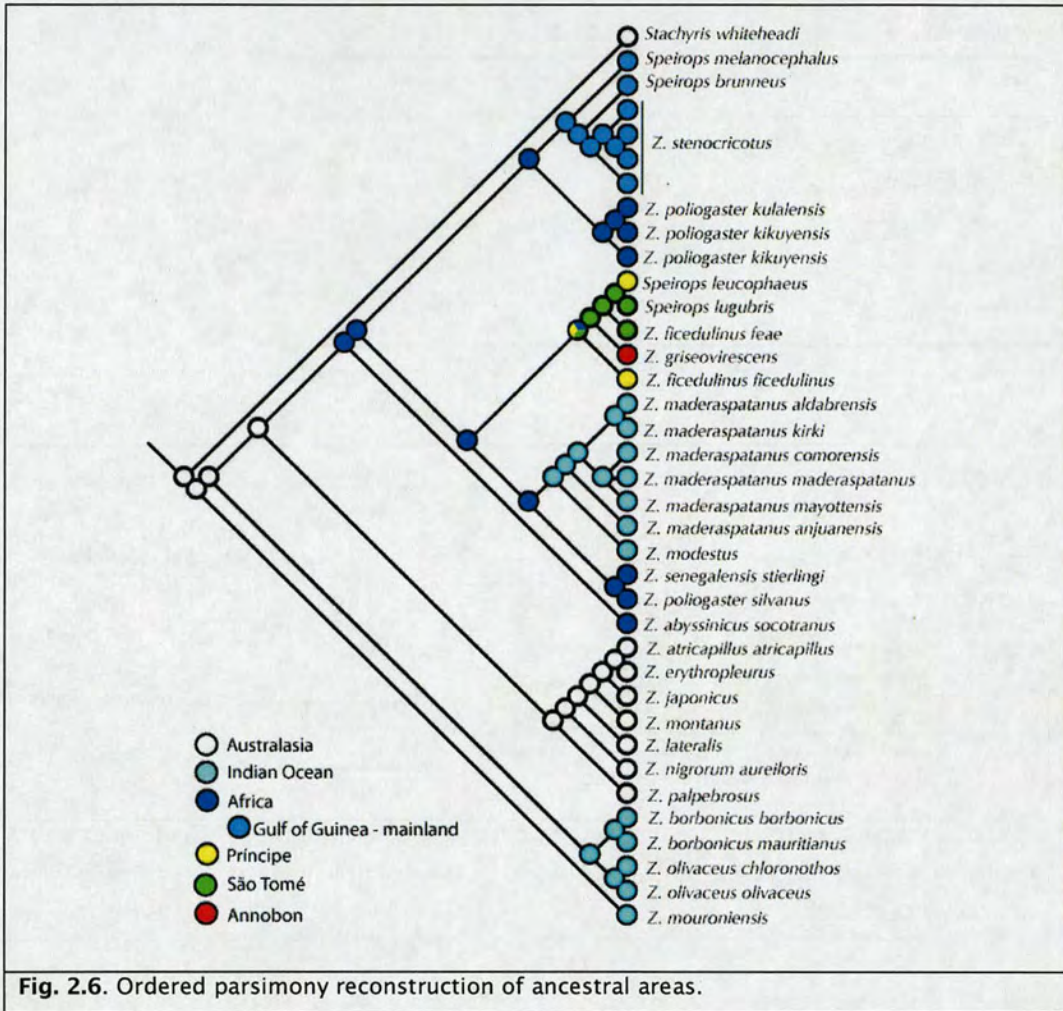 Stachyris whiteheadi
Speirops melanocephalus
Speirops brunneus
Z. stenocricotus
Z. poliogaster kulalensis
Z. poliogaster kikuyensis
Z. poliogaster kikuyensis
Speirops leucophaeus
Speirops lugubris
Z. ficedulinus feae
Z. griseovirescens
Z. ficedulinus ficedulinus
Z. maderaspatanus aldabrensis
Z. maderaspatanus kirki
Z. maderaspatanus comorensis
Z. maderaspatanus maderaspatanus
Z. maderaspatanus mayottensis
Z. maderaspatanus anjuanensis
Z. modestus
Z. senegalensis stierlingi
Z. poliogaster silvanus
Z. abyssinicus socotranus
Z. atricapillus atricapillus
Z. erythropleurus
Z. japonicus
Z. montanus
Z. lateralis
Z. nigrorum aureiloris
Z. palpebrosus
Z. borbonicus borbonicus
Z. borbonicus mauritianus
Z. olivaceus chloronothos
Z. olivaceus olivaceus
Z. mouroniensis
Australasia
Indian Ocean
Africa
Gulf of Guinea - mainland
Príncipe
São Tomé
Annobon
Fig. 2.6. Ordered parsimony reconstruction of ancestral areas.